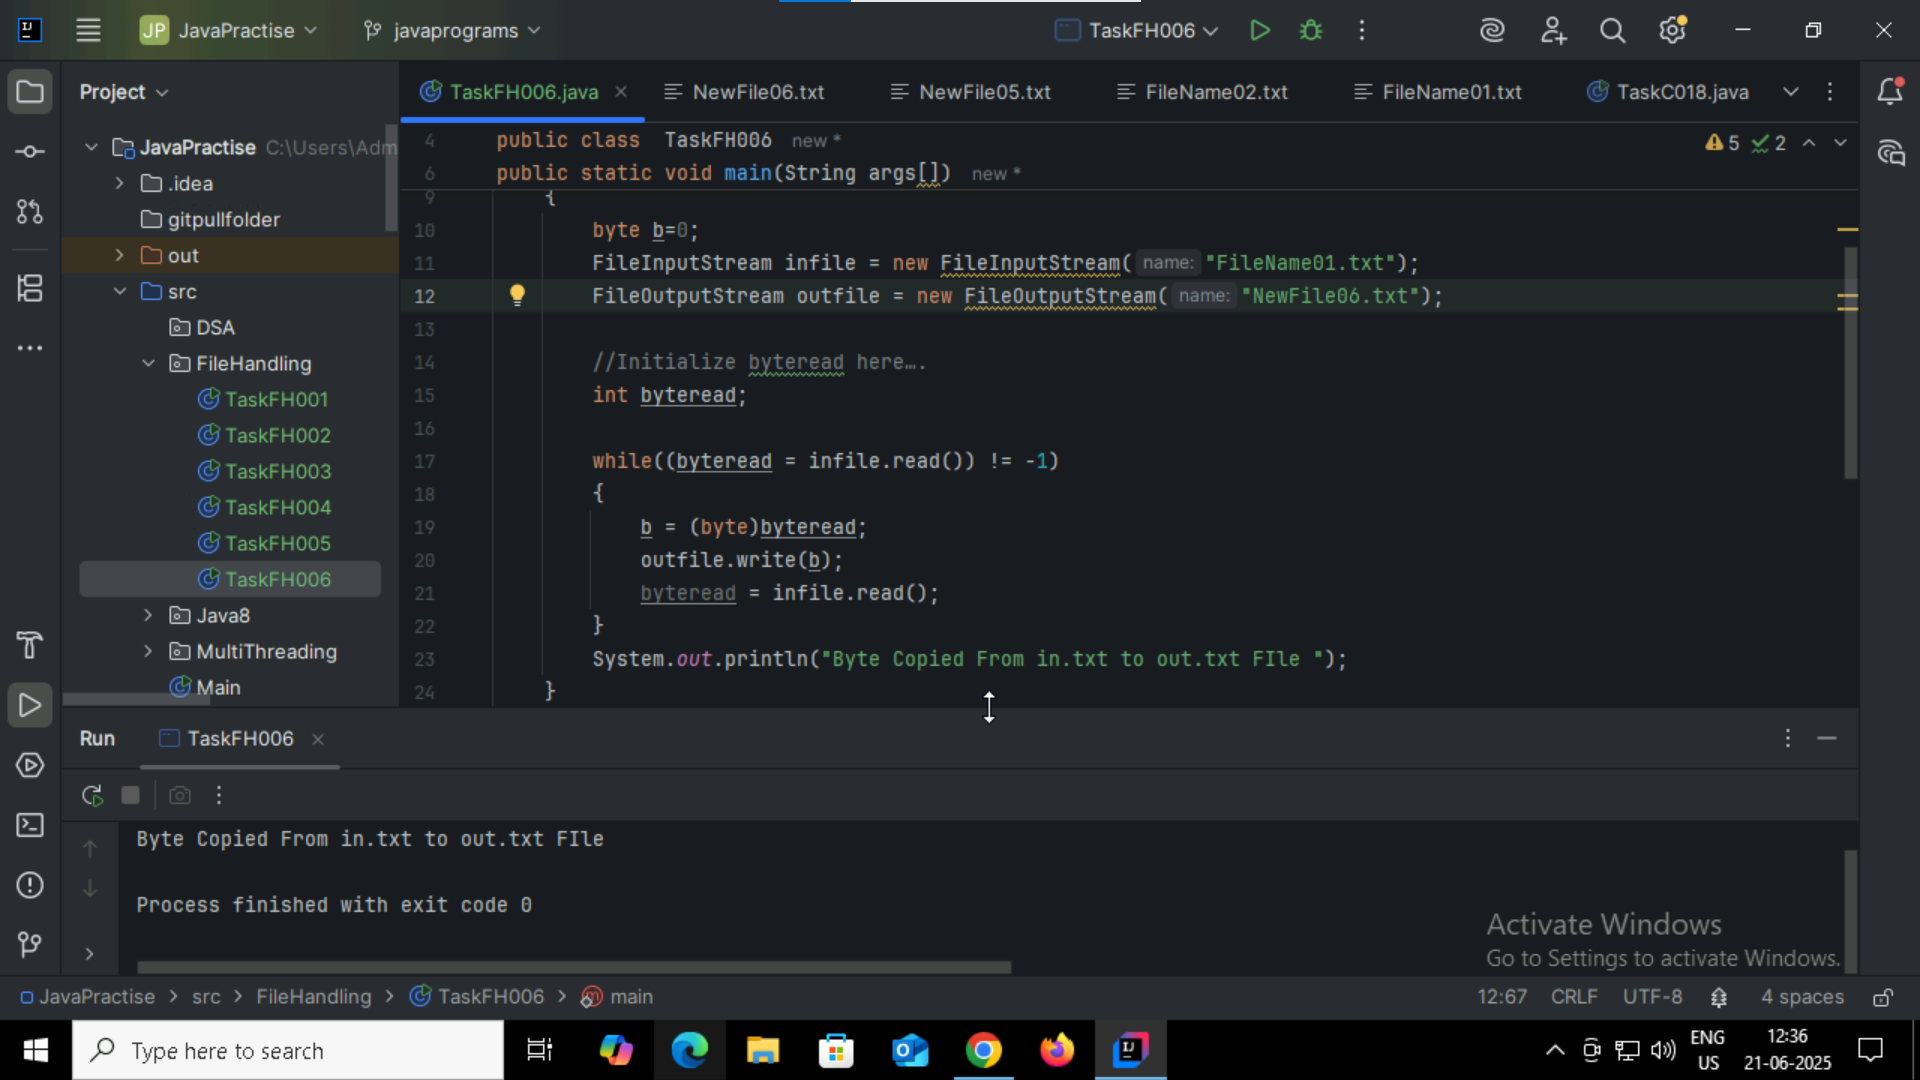 JP JavaPractise
javaprograms
TaskFH006
Project
TaskFH006.java
NewFile06.txt
NewFile05.txt
FileName02.txt
FileName01.txt
TaskC018.java
JavaPractise C:\Users\Adm
.idea
gitpullfolder
out
src
DSA
FileHandling
TaskFH001
TaskFH002
TaskFH003
TaskFH004
TaskFH005
TaskFH006
Java8
MultiThreading
Main
4 public class TaskFH006 new *
5 2
6 public static void main(String args[]) new *
9 {
10 byte b=0;
11 FileInputStream infile = new FileInputStream( name: "FileName01.txt");
12 FileOutputStream outfile = new FileOutputStream( name: "NewFile06.txt");
13
14 //Initialize byteread here….
15 int byteread;
16
17 while((byteread = infile.read()) != -1)
18 {
19 b = (byte)byteread;
20 outfile.write(b);
21 byteread = infile.read();
22 }
23 System.out.println("Byte Copied From in.txt to out.txt FIle ");
24 }
Run TaskFH006
Byte Copied From in.txt to out.txt FIle
Process finished with exit code 0
Activate Windows
Go to Settings to activate Windows.
JavaPractise > src > FileHandling > TaskFH006 > main
12:67 CRLF UTF-8 4 spaces
Type here to search
ENG
US
12:36
21-06-2025